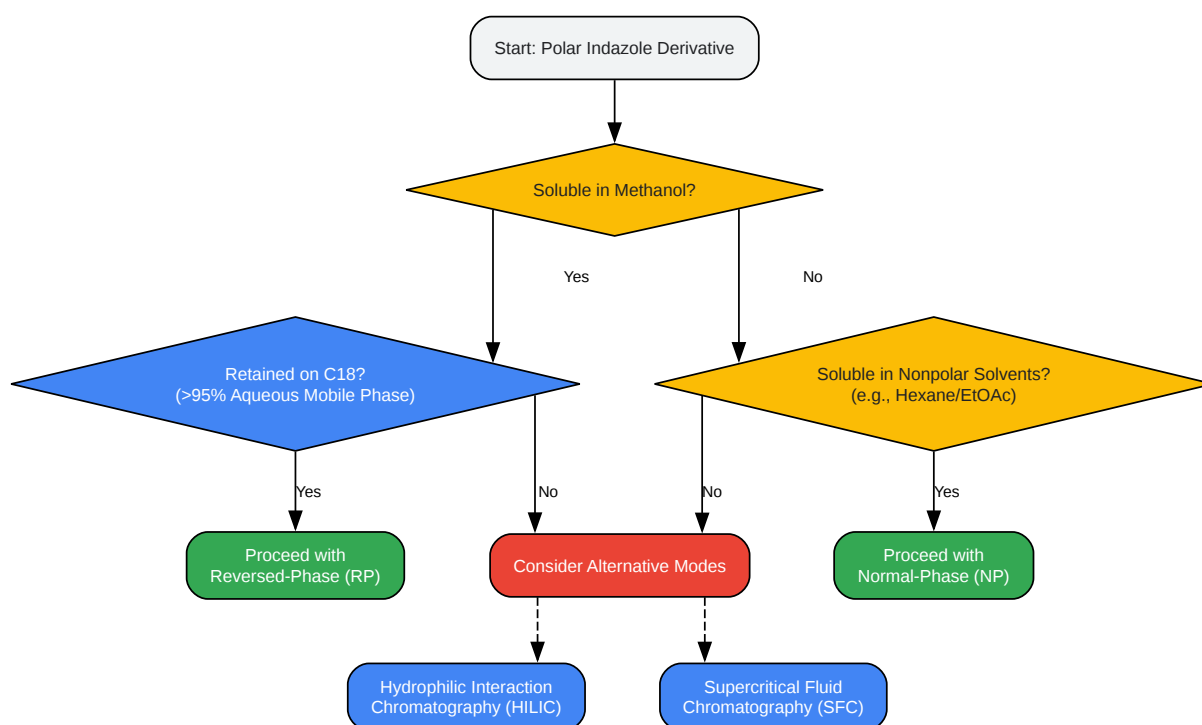 Start: Polar Indazole Derivative
Soluble in Methanol?
Yes
No
Retained on C18?
(>95% Aqueous Mobile Phase)
Soluble in Nonpolar Solvents?
(e.g., Hexane/EtOAc)
Yes
No
No
Yes
Proceed with
Reversed-Phase (RP)
Consider Alternative Modes
Proceed with
Normal-Phase (NP)
Hydrophilic Interaction
Chromatography (HILIC)
Supercritical Fluid
Chromatography (SFC)